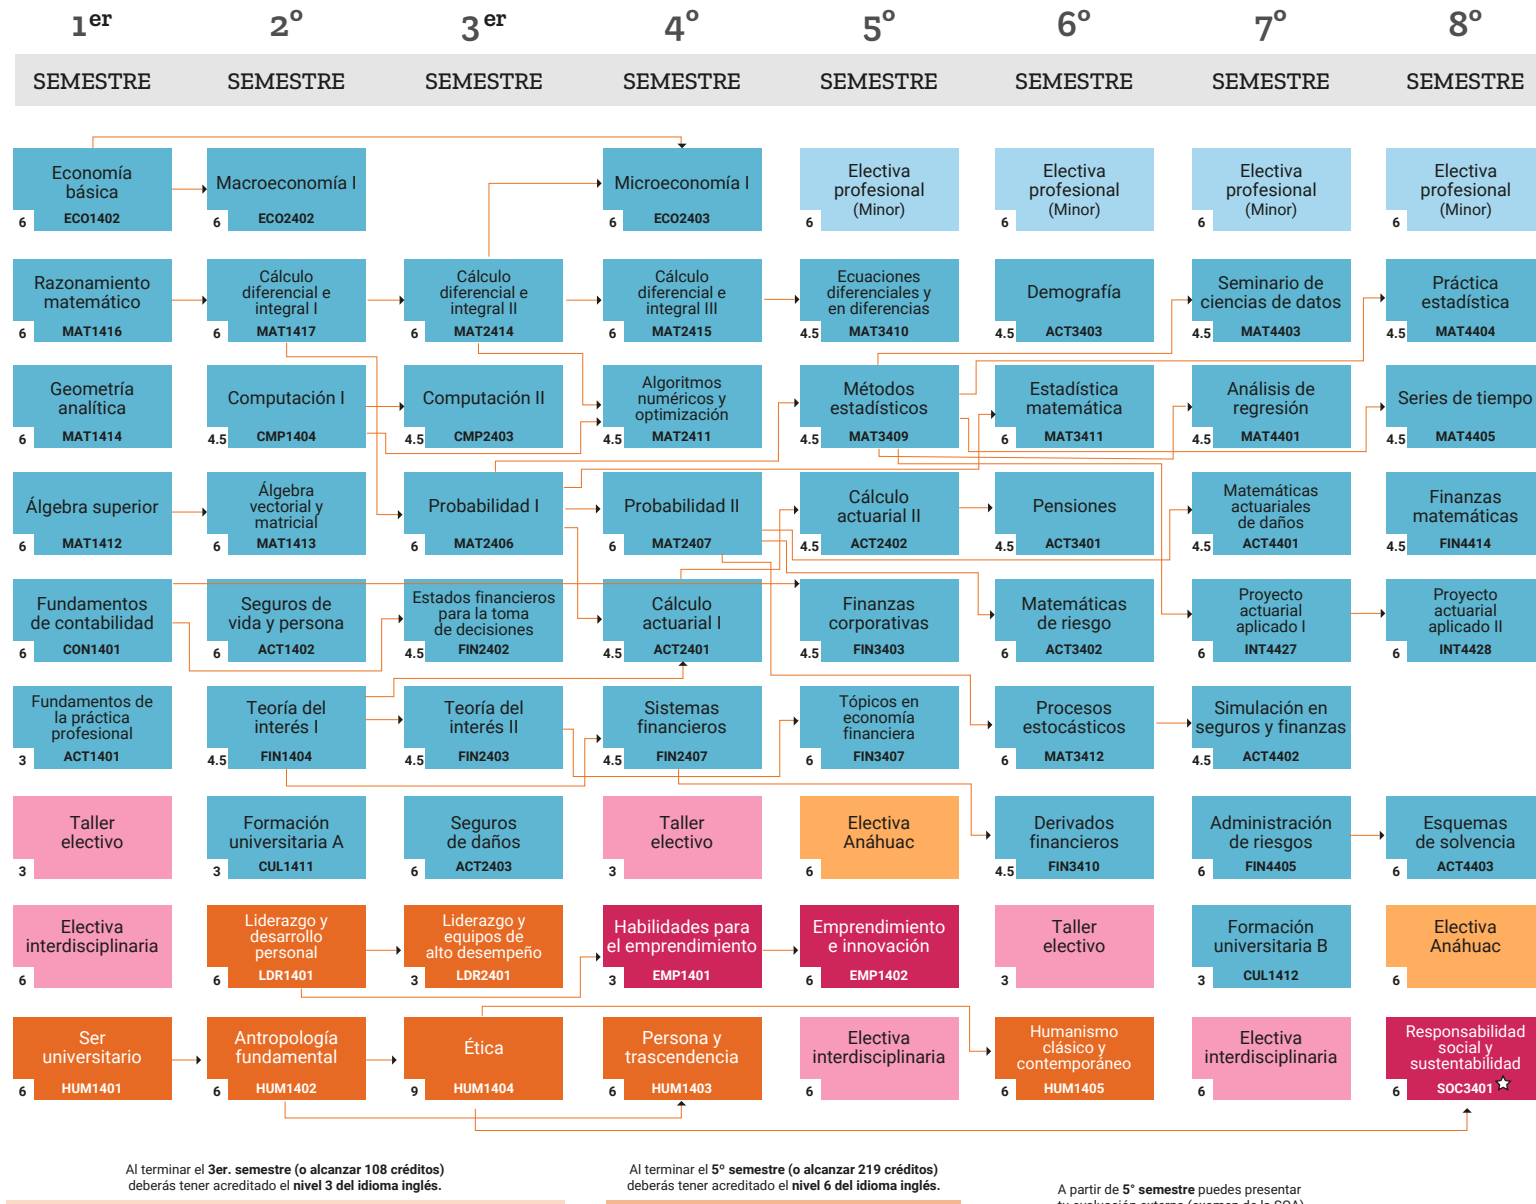 1er 2º 3er 4º 5º 6º 7º 8º
SEMESTRE SEMESTRE SEMESTRE SEMESTRE SEMESTRE SEMESTRE SEMESTRE SEMESTRE
Economía
básica
6 ECO1402
Macroeconomía I
6 ECO2402
Microeconomía I
6 ECO2403
Electiva
profesional
(Minor)
6
Electiva
profesional
(Minor)
6
Electiva
profesional
(Minor)
6
Electiva
profesional
(Minor)
6
Razonamiento
matemático
6 MAT1416
Cálculo
diferencial e
integral I
6 MAT1417
Cálculo
diferencial e
integral II
6 MAT2414
Cálculo
diferencial e
integral III
6 MAT2415
Ecuaciones
diferenciales y
en diferencias
4.5 MAT3410
Demografía
4.5 ACT3403
Seminario de
ciencias de datos
4.5 MAT4403
Práctica
estadística
4.5 MAT4404
Geometría
analítica
6 MAT1414
Computación I
4.5 CMP1404
Computación II
4.5 CMP2403
Algoritmos
numéricos y
optimización
4.5 MAT2411
Métodos
estadísticos
4.5 MAT3409
Estadística
matemática
6 MAT3411
Análisis de
regresión
4.5 MAT4401
Series de tiempo
4.5 MAT4405
Álgebra superior
6 MAT1412
Álgebra
vectorial y
matricial
6 MAT1413
Probabilidad I
6 MAT2406
Probabilidad II
6 MAT2407
Cálculo
actuarial II
4.5 ACT2402
Pensiones
4.5 ACT3401
Matemáticas
actuariales
de daños
4.5 ACT4401
Finanzas
matemáticas
4.5 FIN4414
Fundamentos
de contabilidad
6 CON1401
Seguros de
vida y persona
6 ACT1402
Estados financieros
para la toma
de decisiones
4.5 FIN2402
Cálculo
actuarial I
4.5 ACT2401
Finanzas
corporativas
4.5 FIN3403
Matemáticas
de riesgo
6 ACT3402
Proyecto
actuarial
aplicado I
6 INT4427
Proyecto
actuarial
aplicado II
6 INT4428
Fundamentos de
la práctica
profesional
3 ACT1401
Teoría del
interés I
4.5 FIN1404
Teoría del
interés II
4.5 FIN2403
Sistemas
financieros
4.5 FIN2407
Tópicos en
economía
financiera
6 FIN3407
Procesos
estocásticos
6 MAT3412
Simulación en
seguros y finanzas
4.5 ACT4402
Taller
electivo
3
Formación
universitaria A
3 CUL1411
Seguros
de daños
6 ACT2403
Taller
electivo
3
Electiva
Anáhuac
6
Derivados
financieros
4.5 FIN3410
Administración
de riesgos
6 FIN4405
Esquemas
de solvencia
6 ACT4403
Electiva
interdisciplinaria
6
Liderazgo y
desarrollo
personal
6 LDR1401
Liderazgo y
equipos de
alto desempeño
3 LDR2401
Habilidades para
el emprendimiento
3 EMP1401
Emprendimiento
e innovación
6 EMP1402
Taller
electivo
3
Formación
universitaria B
3 CUL1412
Electiva
Anáhuac
6
Ser
universitario
6 HUM1401
Antropología
fundamental
6 HUM1402
Ética
9 HUM1404
Persona y
trascendencia
6 HUM1403
Electiva
interdisciplinaria
6
Humanismo
clásico y
contemporáneo
6 HUM1405
Electiva
interdisciplinaria
6
Responsabilidad
social y
sustentabilidad
6 SOC3401
Al terminar el 3er. semestre (o alcanzar 108 créditos)
deberás tener acreditado el nivel 3 del idioma inglés.
Al terminar el 5º semestre (o alcanzar 219 créditos)
deberás tener acreditado el nivel 6 del idioma inglés.
A partir de 5° semestre puedes presentar
tu evaluación externa (examen de la SOA)